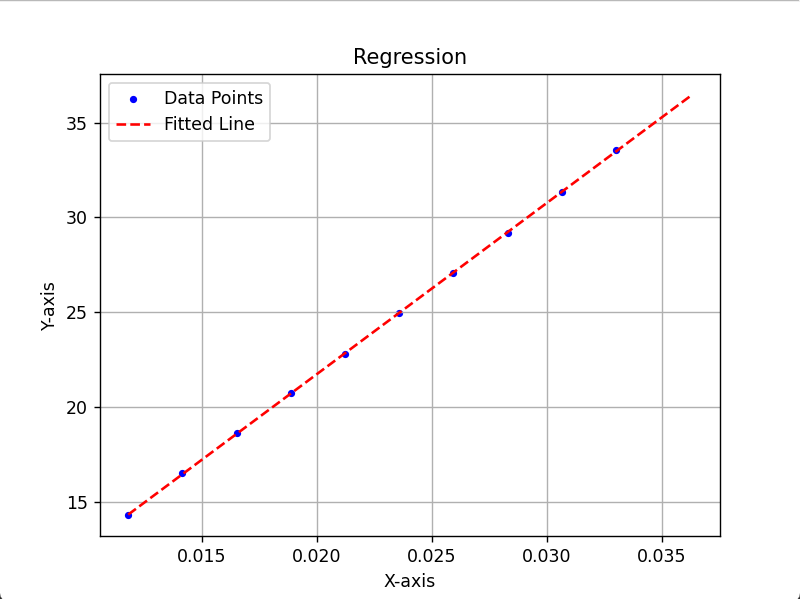 Regression
Data Points
Fitted Line
35
30
25
20
15
Y-axis
0.015 0.020 0.025 0.030 0.035
X-axis